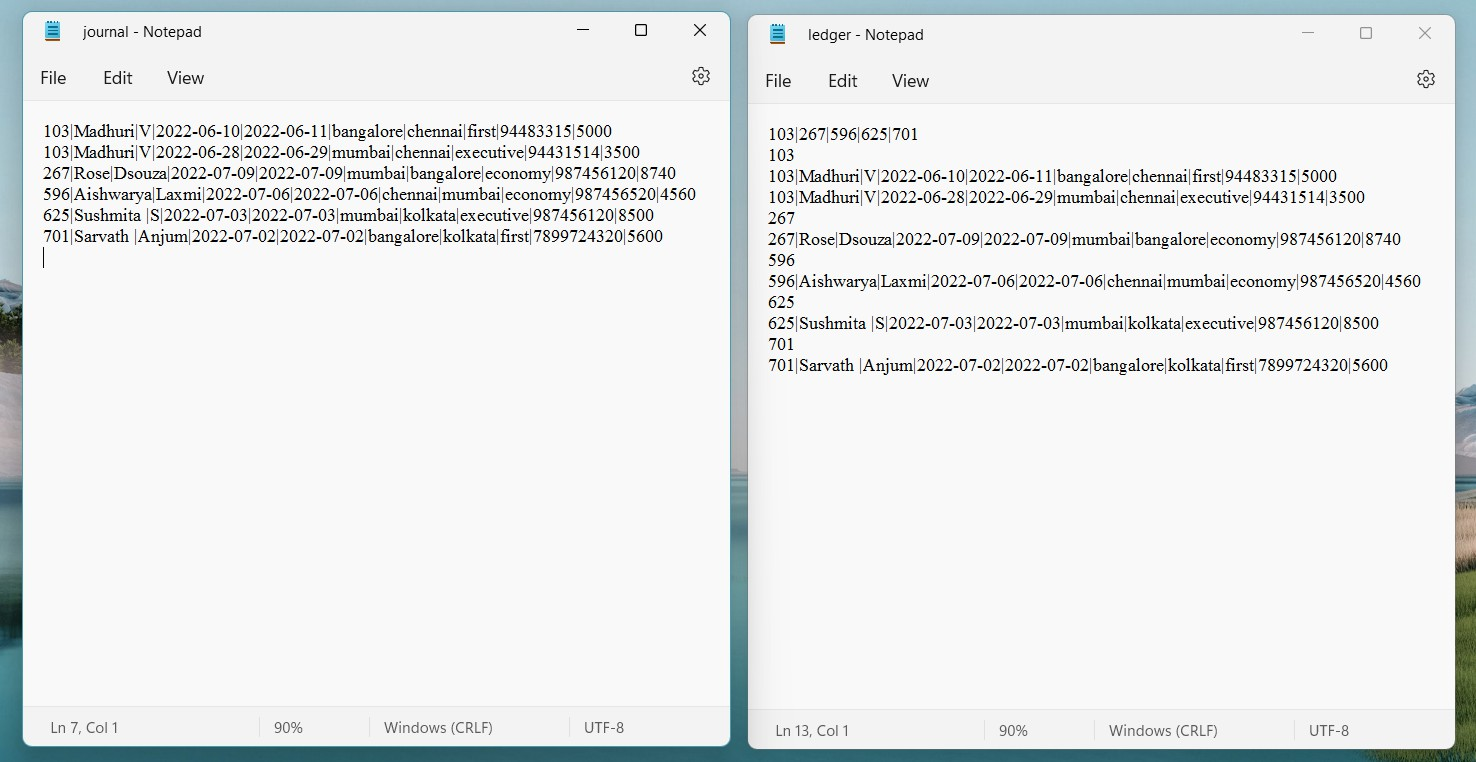 journal - Notepad
File Edit View
103|Madhuri|V|2022-06-10|2022-06-11|bangalore|chennai|first|94483315|5000
103|Madhuri|V|2022-06-28|2022-06-29|mumbai|chennai|executive|94431514|3500
267|Rose|Dsouza|2022-07-09|2022-07-09|mumbai|bangalore|economy|987456120|8740
596|Aishwarya|Laxmi|2022-07-06|2022-07-06|chennai|mumbai|economy|987456520|4560
625|Sushmita |S|2022-07-03|2022-07-03|mumbai|kolkata|executive|987456120|8500
701|Sarvath |Anjum|2022-07-02|2022-07-02|bangalore|kolkata|first|7899724320|5600
Ln 7, Col 1 90% Windows (CRLF) UTF-8
ledger - Notepad
File Edit View
103|267|596|625|701
103
103|Madhuri|V|2022-06-10|2022-06-11|bangalore|chennai|first|94483315|5000
103|Madhuri|V|2022-06-28|2022-06-29|mumbai|chennai|executive|94431514|3500
267
267|Rose|Dsouza|2022-07-09|2022-07-09|mumbai|bangalore|economy|987456120|8740
596
596|Aishwarya|Laxmi|2022-07-06|2022-07-06|chennai|mumbai|economy|987456520|4560
625
625|Sushmita |S|2022-07-03|2022-07-03|mumbai|kolkata|executive|987456120|8500
701
701|Sarvath |Anjum|2022-07-02|2022-07-02|bangalore|kolkata|first|7899724320|5600
Ln 13, Col 1 90% Windows (CRLF) UTF-8